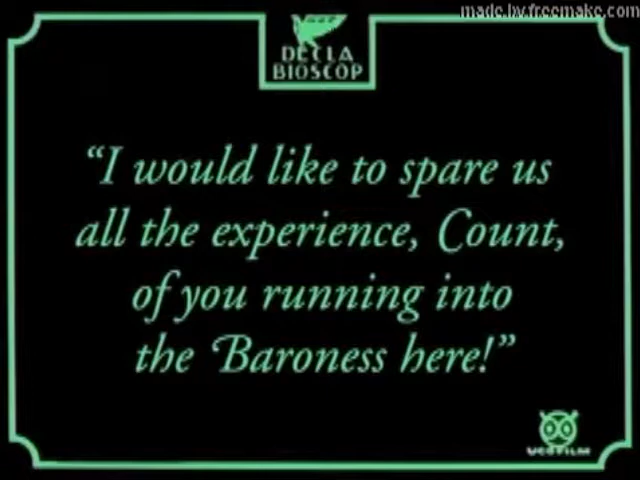 made.by.freemake.com
DECLA
BIOSCOP
“I would like to spare us
all the experience, Count,
of you running into
the Baroness here!”